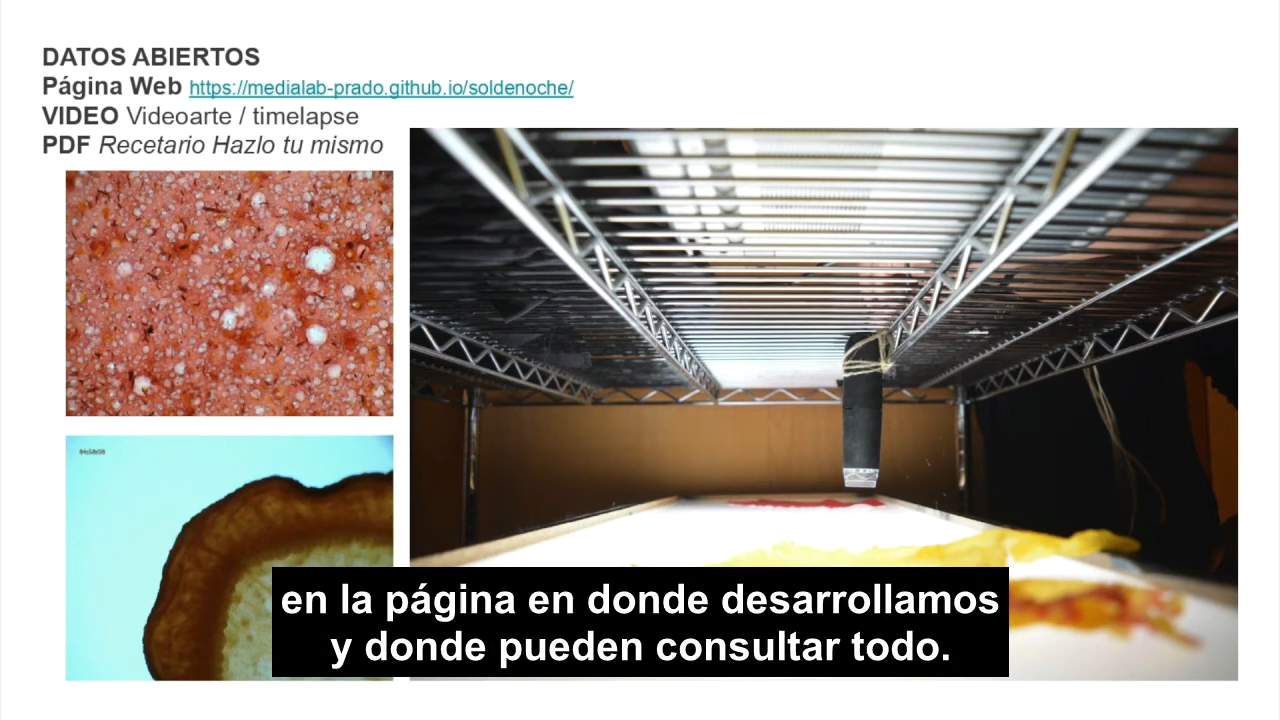 DATOS ABIERTOS
Página Web https://medialab-prado.github.io/soldenoche/
VIDEO Videoarte / timelapse
PDF Recetario Hazlo tu mismo
en la página en donde desarrollamos
y donde pueden consultar todo.